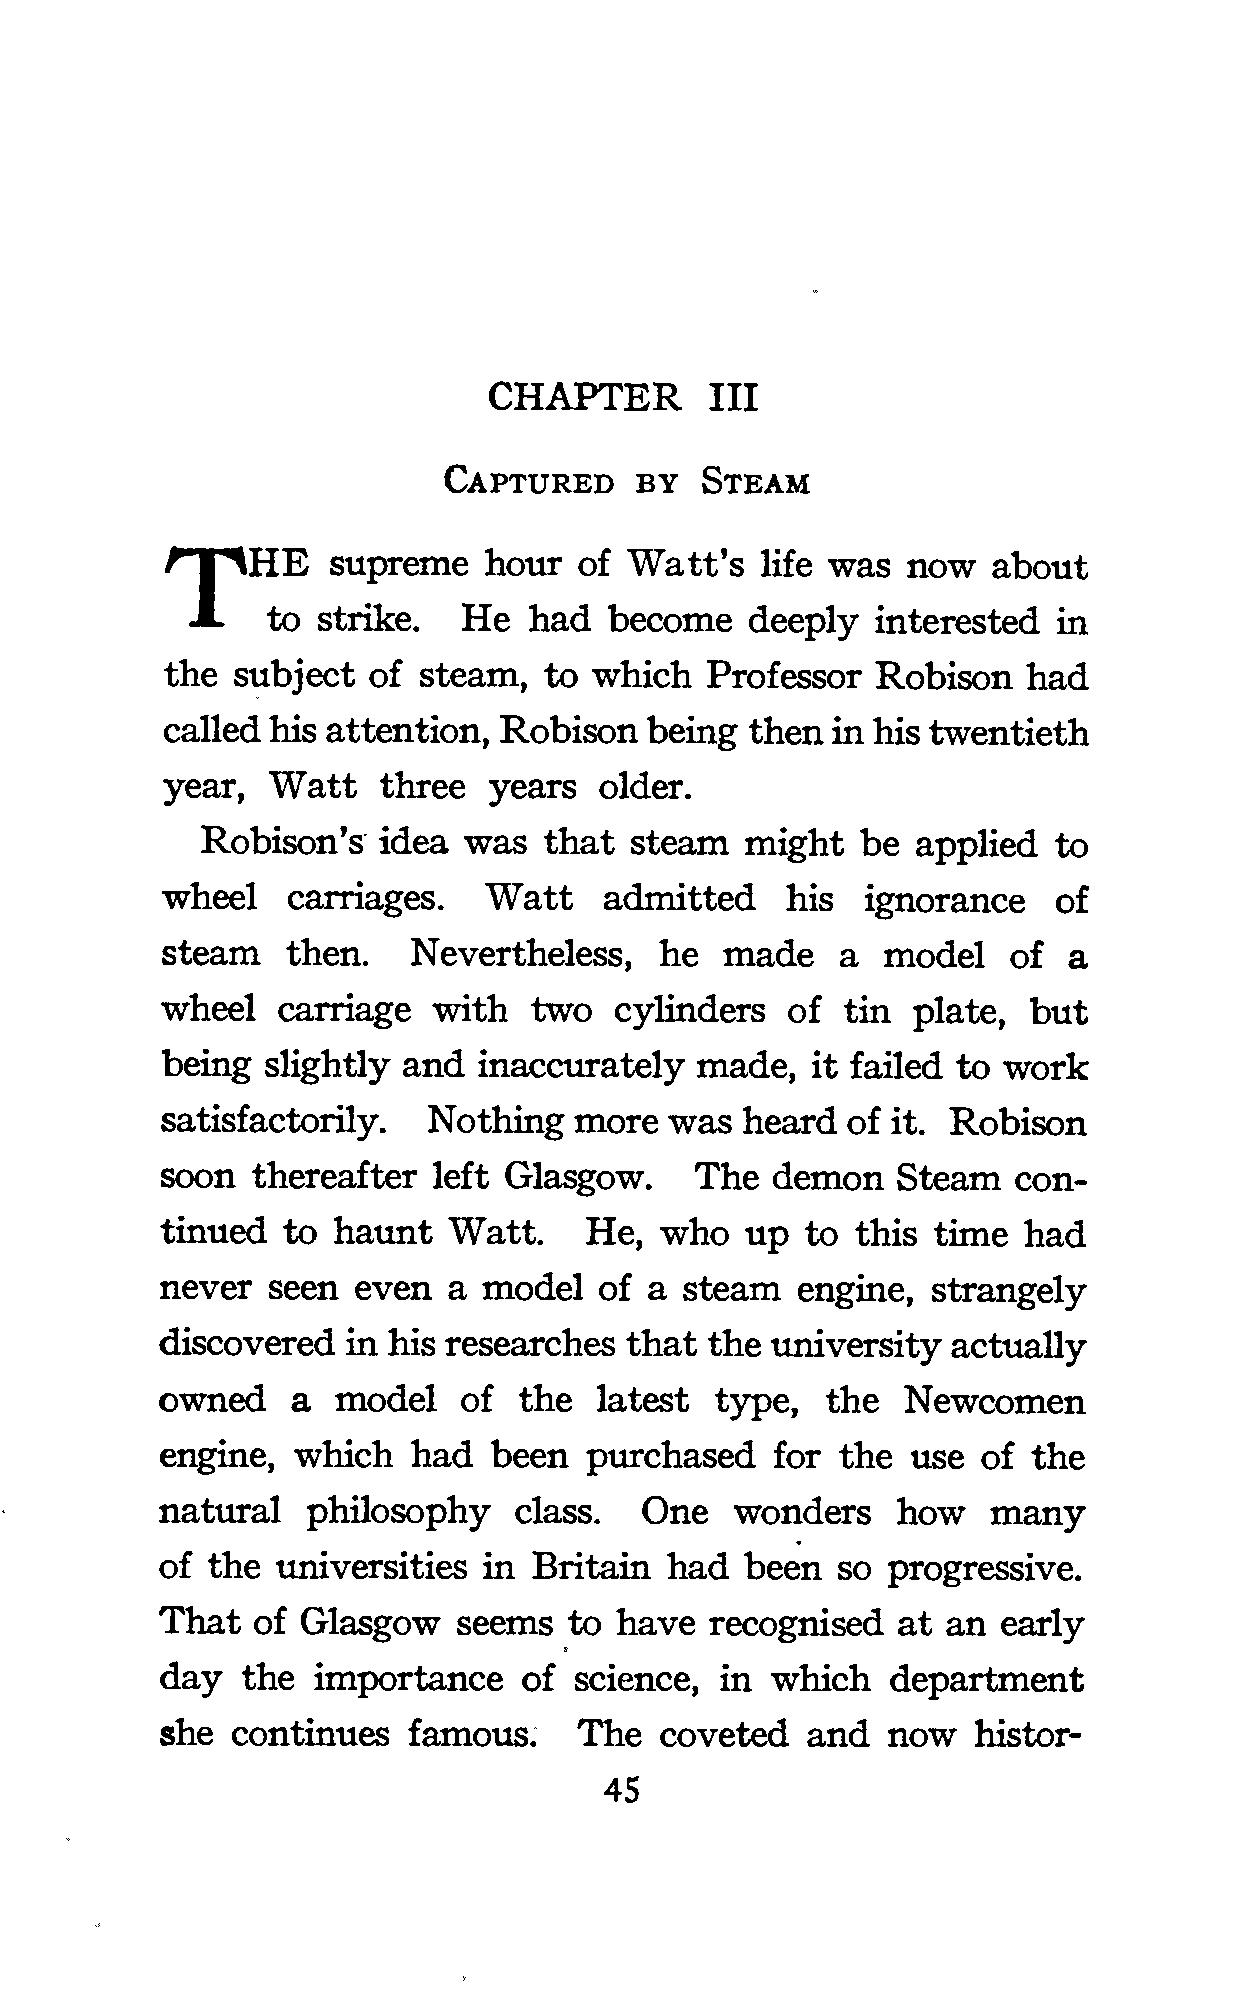 CHAPTER III
CAPTURED BY STEAM
THE supreme hour of Watt's life was now about
to strike. He had become deeply interested in
the subject of steam, to which Professor Robison had
called his attention, Robison being then in his twentieth
year, Watt three years older.
Robison's idea was that steam might be applied to
wheel carriages. Watt admitted his ignorance of
steam then. Nevertheless, he made a model of a
wheel carriage with two cylinders of tin plate, but
being slightly and inaccurately made, it failed to work
satisfactorily. Nothing more was heard of it. Robison
soon thereafter left Glasgow. The demon Steam con-
tinued to haunt Watt. He, who up to this time had
never seen even a model of a steam engine, strangely
discovered in his researches that the university actually
owned a model of the latest type, the Newcomen
engine, which had been purchased for the use of the
natural philosophy class. One wonders how many
of the universities in Britain had been so progressive.
That of Glasgow seems to have recognised at an early
day the importance of science, in which department
she continues famous. The coveted and now histor-
45